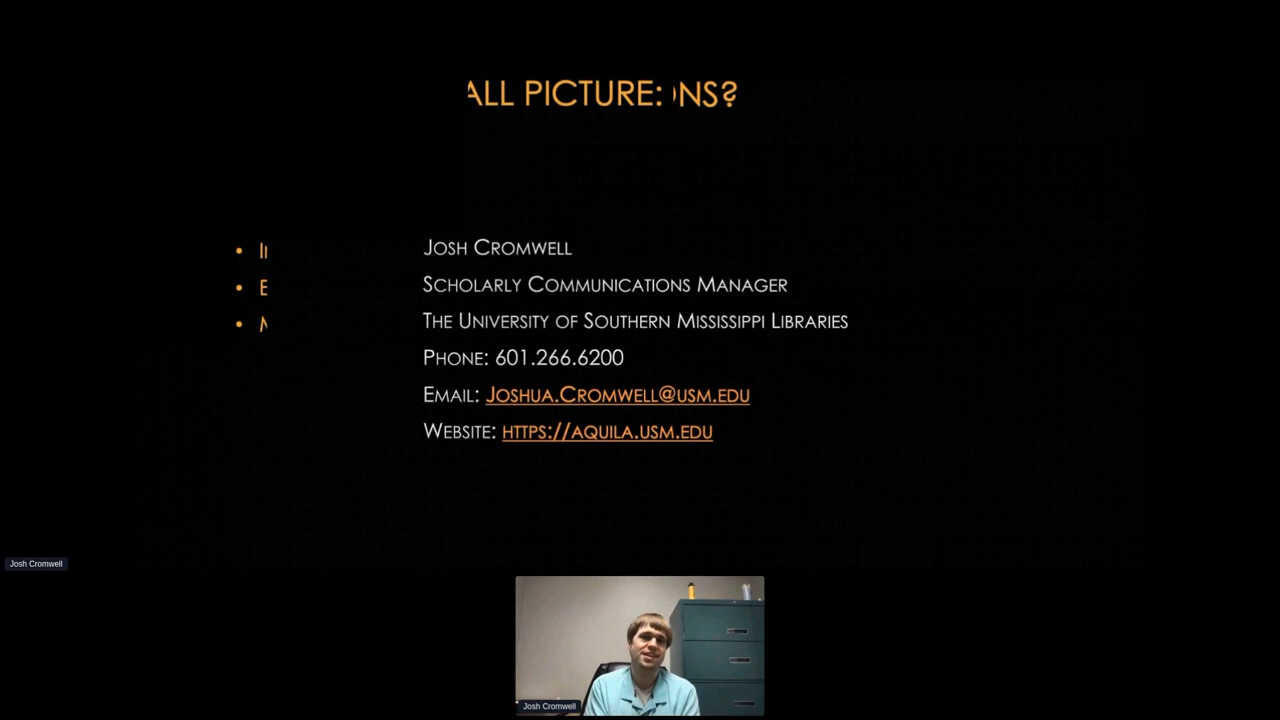 ALL PICTURE: NS?
• 
• E
• 
JOSH CROMWELL
SCHOLARLY COMMUNICATIONS MANAGER
THE UNIVERSITY OF SOUTHERN MISSISSIPPI LIBRARIES
PHONE: 601.266.6200
EMAIL: JOSHUA.CROMWELL@USM.EDU
WEBSITE: HTTPS://AQUILA.USM.EDU
Josh Cromwell
Josh Cromwell